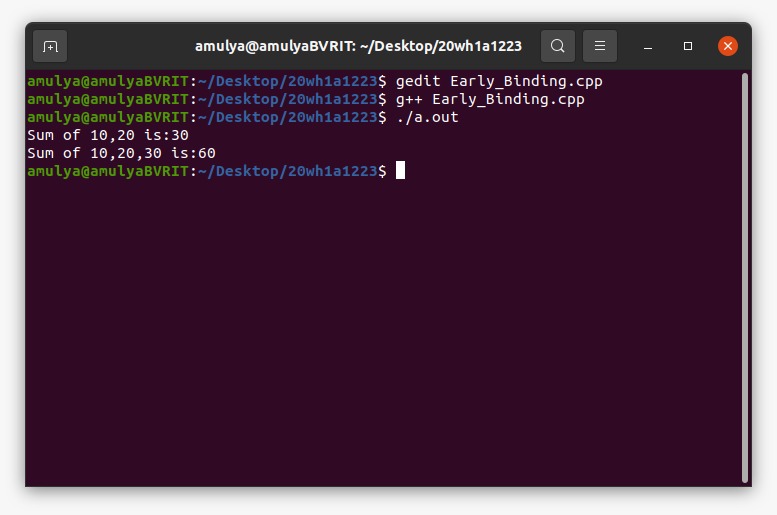 amulya@amulyaBVRIT: ~/Desktop/20wh1a1223
amulya@amulyaBVRIT:~/Desktop/20wh1a1223$ gedit Early_Binding.cpp
amulya@amulyaBVRIT:~/Desktop/20wh1a1223$ g++ Early_Binding.cpp
amulya@amulyaBVRIT:~/Desktop/20wh1a1223$ ./a.out
Sum of 10,20 is:30
Sum of 10,20,30 is:60
amulya@amulyaBVRIT:~/Desktop/20wh1a1223$